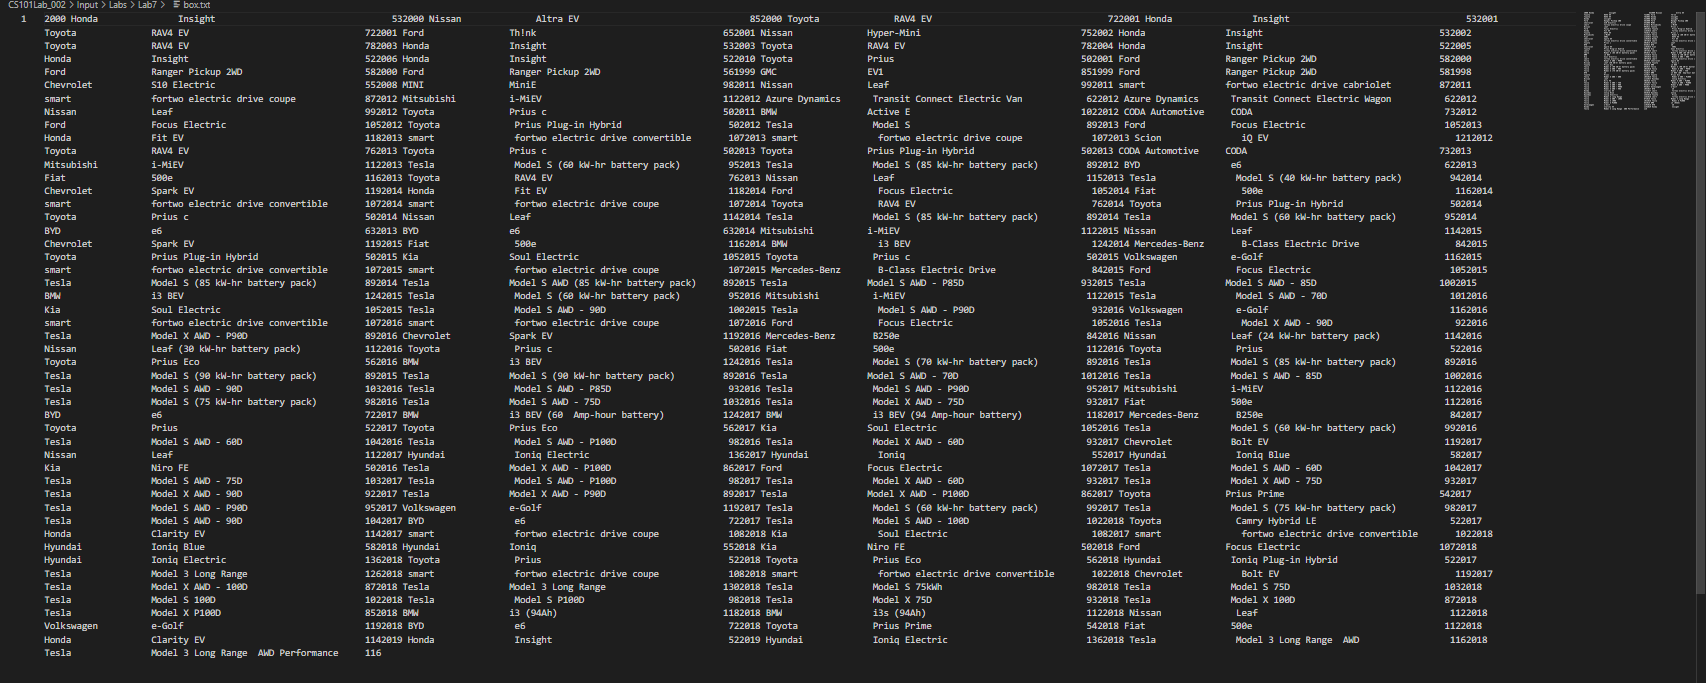 CS101Lab_002 > Input > Labs > Lab7 > box.txt
1 2000 Honda Insight 532000 Nissan Altra EV 852000 Toyota RAV4 EV 722001 Honda Insight 532001
Toyota RAV4 EV 722001 Ford Th!nk 652001 Nissan Hyper-Mini 752002 Honda Insight 532002
Toyota RAV4 EV 782003 Honda Insight 532003 Toyota RAV4 EV 782004 Honda Insight 522005
Honda Insight 522006 Honda Insight 522010 Toyota Prius 502001 Ford Ranger Pickup 2WD 582000
Ford Ranger Pickup 2WD 582000 Ford Ranger Pickup 2WD 561999 GMC EV1 851999 Ford Ranger Pickup 2WD 581998
Chevrolet S10 Electric 552008 MINI MiniE 982011 Nissan Leaf 992011 smart fortwo electric drive cabriolet 872011
smart fortwo electric drive coupe 872012 Mitsubishi i-MiEV 1122012 Azure Dynamics Transit Connect Electric Van 622012 Azure Dynamics Transit Connect Electric Wagon 622012
Nissan Leaf 992012 Toyota Prius c 502011 BMW Active E 1022012 CODA Automotive CODA 732012
Ford Focus Electric 1052012 Toyota Prius Plug-in Hybrid 502012 Tesla Model S 892013 Ford Focus Electric 1052013
Honda Fit EV 1182013 smart fortwo electric drive convertible 1072013 smart fortwo electric drive coupe 1072013 Scion iQ EV 1212012
Toyota RAV4 EV 762013 Toyota Prius c 502013 Toyota Prius Plug-in Hybrid 502013 CODA Automotive CODA 732013
Mitsubishi i-MiEV 1122013 Tesla Model S (60 kW-hr battery pack) 952013 Tesla Model S (85 kW-hr battery pack) 892012 BYD e6 622013
Fiat 500e 1162013 Toyota RAV4 EV 762013 Nissan Leaf 1152013 Tesla Model S (40 kW-hr battery pack) 942014
Chevrolet Spark EV 1192014 Honda Fit EV 1182014 Ford Focus Electric 1052014 Fiat 500e 1162014
smart fortwo electric drive convertible 1072014 smart fortwo electric drive coupe 1072014 Toyota RAV4 EV 762014 Toyota Prius Plug-in Hybrid 502014
Toyota Prius c 502014 Nissan Leaf 1142014 Tesla Model S (85 kW-hr battery pack) 892014 Tesla Model S (60 kW-hr battery pack) 952014
BYD e6 632013 BYD e6 632014 Mitsubishi i-MiEV 1122015 Nissan Leaf 1142015
Chevrolet Spark EV 1192015 Fiat 500e 1162014 BMW i3 BEV 1242014 Mercedes-Benz B-Class Electric Drive 842015
Toyota Prius Plug-in Hybrid 502015 Kia Soul Electric 1052015 Toyota Prius c 502015 Volkswagen e-Golf 1162015
smart fortwo electric drive convertible 1072015 smart fortwo electric drive coupe 1072015 Mercedes-Benz B-Class Electric Drive 842015 Ford Focus Electric 1052015
Tesla Model S (85 kW-hr battery pack) 892014 Tesla Model S AWD (85 kW-hr battery pack) 892015 Tesla Model S AWD - P85D 932015 Tesla Model S AWD - 85D 1002015
BMW i3 BEV 1242015 Tesla Model S (60 kW-hr battery pack) 952016 Mitsubishi i-MiEV 1122015 Tesla Model S AWD - 70D 1012016
Kia Soul Electric 1052015 Tesla Model S AWD - 90D 1002015 Tesla Model S AWD - P90D 932016 Volkswagen e-Golf 1162016
smart fortwo electric drive convertible 1072016 smart fortwo electric drive coupe 1072016 Ford Focus Electric 1052016 Tesla Model X AWD - 90D 922016
Tesla Model X AWD - P90D 892016 Chevrolet Spark EV 1192016 Mercedes-Benz B250e 842016 Nissan Leaf (24 kW-hr battery pack) 1142016
Nissan Leaf (30 kW-hr battery pack) 1122016 Toyota Prius c 502016 Fiat 500e 1122016 Toyota Prius 522016
Toyota Prius Eco 562016 BMW i3 BEV 1242016 Tesla Model S (70 kW-hr battery pack) 892016 Tesla Model S (85 kW-hr battery pack) 892016
Tesla Model S (90 kW-hr battery pack) 892015 Tesla Model S (90 kW-hr battery pack) 892016 Tesla Model S AWD - 70D 1012016 Tesla Model S AWD - 85D 1002016
Tesla Model S AWD - 90D 1032016 Tesla Model S AWD - P85D 932016 Tesla Model S AWD - P90D 952017 Mitsubishi i-MiEV 1122016
Tesla Model S (75 kW-hr battery pack) 982016 Tesla Model S AWD - 75D 1032016 Tesla Model X AWD - 75D 932017 Fiat 500e 1122016
BYD e6 722017 BMW i3 BEV (60 Amp-hour battery) 1242017 BMW i3 BEV (94 Amp-hour battery) 1182017 Mercedes-Benz B250e 842017
Toyota Prius 522017 Toyota Prius Eco 562017 Kia Soul Electric 1052016 Tesla Model S (60 kW-hr battery pack) 992016
Tesla Model S AWD - 60D 1042016 Tesla Model S AWD - P100D 982016 Tesla Model X AWD - 60D 932017 Chevrolet Bolt EV 1192017
Nissan Leaf 1122017 Hyundai Ioniq Electric 1362017 Hyundai Ioniq 552017 Hyundai Ioniq Blue 582017
Kia Niro FE 502016 Tesla Model X AWD - P100D 862017 Ford Focus Electric 1072017 Tesla Model S AWD - 60D 1042017
Tesla Model S AWD - 75D 1032017 Tesla Model S AWD - P100D 982017 Tesla Model X AWD - 60D 932017 Tesla Model X AWD - 75D 932017
Tesla Model X AWD - 90D 922017 Tesla Model X AWD - P90D 892017 Tesla Model X AWD - P100D 862017 Toyota Prius Prime 542017
Tesla Model S AWD - P90D 952017 Volkswagen e-Golf 1192017 Tesla Model S (60 kW-hr battery pack) 992017 Tesla Model S (75 kW-hr battery pack) 982017
Tesla Model S AWD - 90D 1042017 BYD e6 722017 Tesla Model S AWD - 100D 1022018 Toyota Camry Hybrid LE 522017
Honda Clarity EV 1142017 smart fortwo electric drive coupe 1082018 Kia Soul Electric 1082017 smart fortwo electric drive convertible 1022018
Hyundai Ioniq Blue 582018 Hyundai Ioniq 552018 Kia Niro FE 502018 Ford Focus Electric 1072018
Hyundai Ioniq Electric 1362018 Toyota Prius 522018 Toyota Prius Eco 562018 Hyundai Ioniq Plug-in Hybrid 522017
Tesla Model 3 Long Range 1262018 smart fortwo electric drive coupe 1082018 smart fortwo electric drive convertible 1022018 Chevrolet Bolt EV 1192017
Tesla Model X AWD - 100D 872018 Tesla Model 3 Long Range 1302018 Tesla Model S 75kWh 982018 Tesla Model S 75D 1032018
Tesla Model S 100D 1022018 Tesla Model S P100D 982018 Tesla Model X 75D 932018 Tesla Model X 100D 872018
Tesla Model X P100D 852018 BMW i3 (94Ah) 1182018 BMW i3s (94Ah) 1122018 Nissan Leaf 1122018
Volkswagen e-Golf 1192018 BYD e6 722018 Toyota Prius Prime 542018 Fiat 500e 1122018
Honda Clarity EV 1142019 Honda Insight 522019 Hyundai Ioniq Electric 1362018 Tesla Model 3 Long Range AWD 1162018
Tesla Model 3 Long Range AWD Performance 116